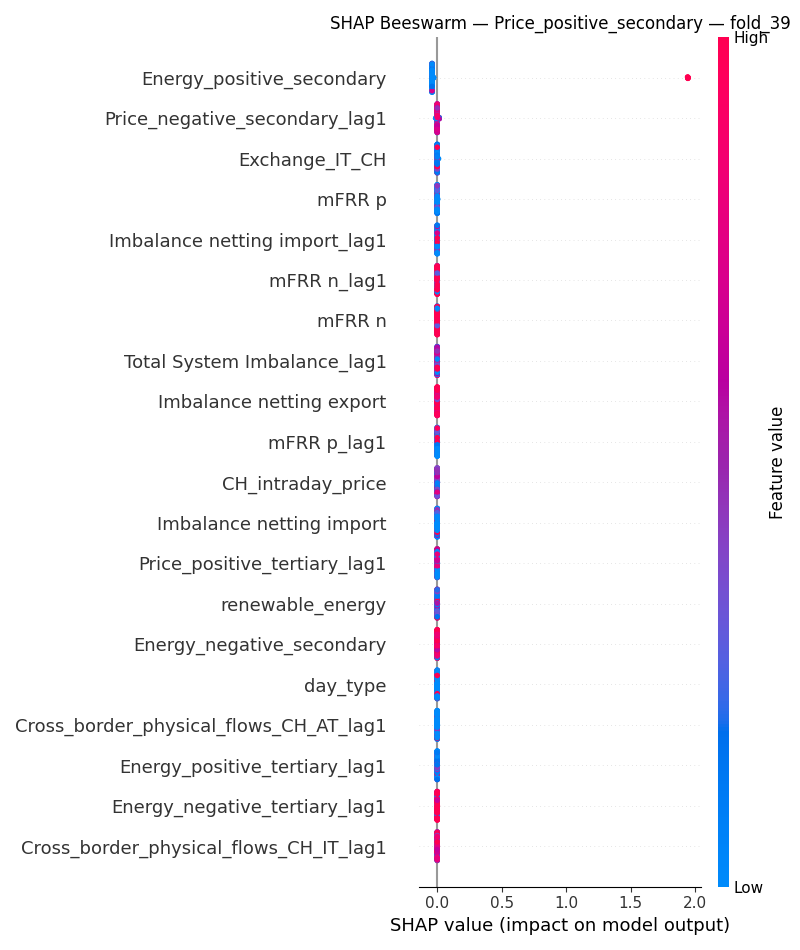 SHAP Beeswarm — Price_positive_secondary — fold_39
High
Energy_positive_secondary
Price_negative_secondary_lag1
Exchange_IT_CH
mFRR p
Imbalance netting import_lag1
mFRR n_lag1
mFRR n
Total System Imbalance_lag1
Imbalance netting export
mFRR p_lag1
CH_intraday_price
Imbalance netting import
Price_positive_tertiary_lag1
renewable_energy
Energy_negative_secondary
day_type
Cross_border_physical_flows_CH_AT_lag1
Energy_positive_tertiary_lag1
Energy_negative_tertiary_lag1
Cross_border_physical_flows_CH_IT_lag1
Feature value
Low
0.0 0.5 1.0 1.5 2.0
SHAP value (impact on model output)